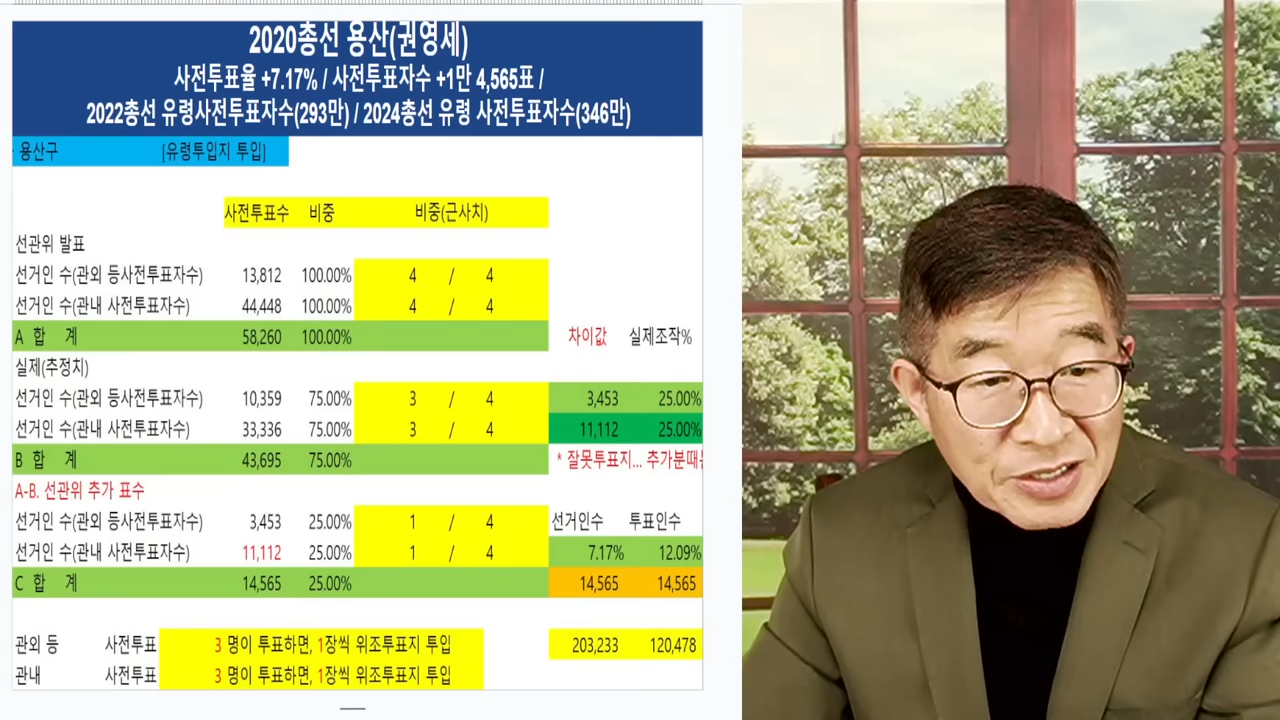 2020총선 용산(권영세)
사전투표율 +7.17% / 사전투표자수 +1만 4,565표 /
2022총선 유령사전투표자수(293만) / 2024총선 유령 사전투표자수(346만)
용산구 [유령투입지 투입]
사전투표수 비중 비중(근사치)
선관위 발표
선거인 수(관외 등사전투표자수) 13,812 100.00% 4 / 4
선거인 수(관내 사전투표자수) 44,448 100.00% 4 / 4
A 합 계 58,260 100.00% 차이값 실제조작%
실제(추정치)
선거인 수(관외 등사전투표자수) 10,359 75.00% 3 / 4 3,453 25.00%
선거인 수(관내 사전투표자수) 33,336 75.00% 3 / 4 11,112 25.00%
B 합 계 43,695 75.00% * 잘못투표지... 추가분때
A-B. 선관위 추가 표수
선거인 수(관외 등사전투표자수) 3,453 25.00% 1 / 4 선거인수 투표인수
선거인 수(관내 사전투표자수) 11,112 25.00% 1 / 4 7.17% 12.09%
C 합 계 14,565 25.00% 14,565 14,565
관외 등 사전투표 3 명이 투표하면, 1장씩 위조투표지 투입 203,233 120,478
관내 사전투표 3 명이 투표하면, 1장씩 위조투표지 투입